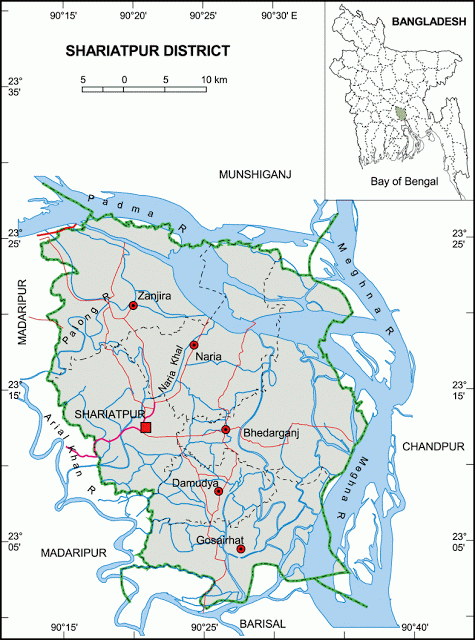 90°15' 90°20' 90°25' 90°30' E
SHARIATPUR DISTRICT
5 0 5 10 km
BANGLADESH
Bay of Bengal
23°
35'
MUNSHIGANJ
Padma R
23°
25'
23°
25'
Meghna R
MADARIPUR
Zanjira
Palong R
Naria
Naria Khal
23°
15'
23°
15'
SHARIATPUR
Bhedarganj
Arial Khan R
CHANDPUR
Meghna R
Damudya
Gosairhat
23°
05'
23°
05'
MADARIPUR
BARISAL
90°15' 90°25' 90°40'